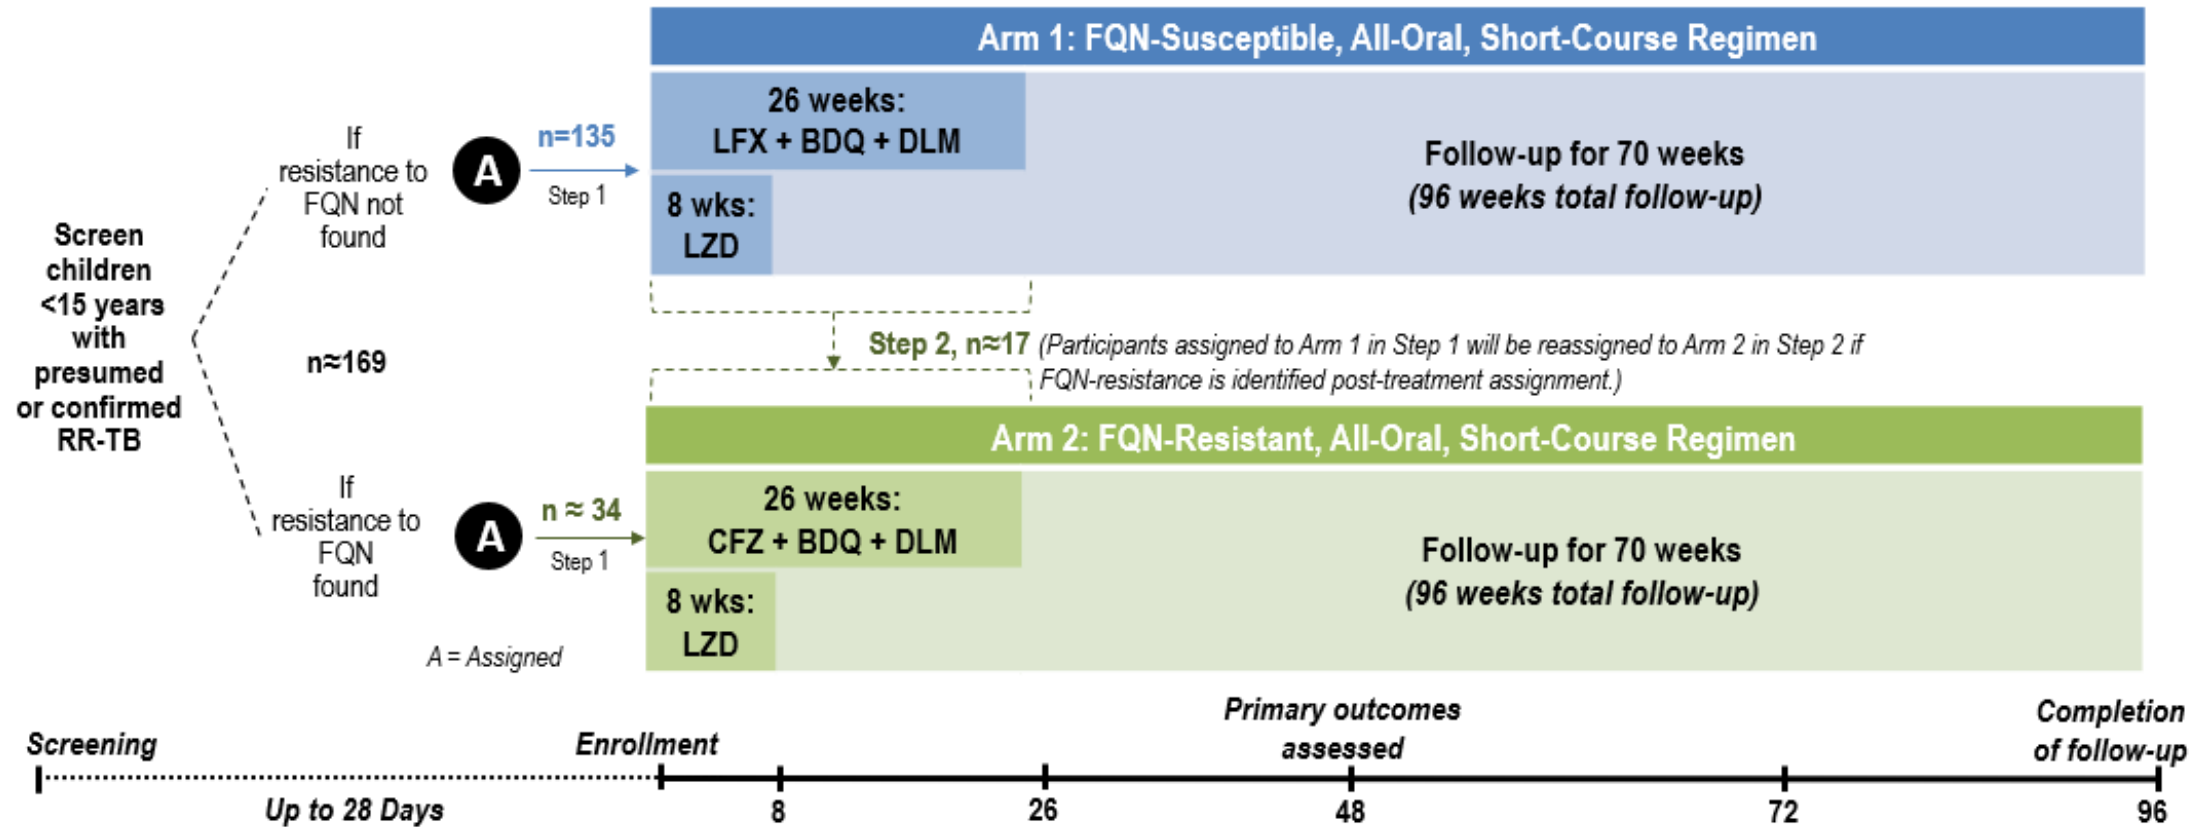 Arm 1: FQN-Susceptible, All-Oral, Short-Course Regimen
26 weeks:
LFX + BDQ + DLM
8 wks:
LZD
Follow-up for 70 weeks
(96 weeks total follow-up)
If
resistance to
FQN not
found
A
n=135
Step 1
Screen
children
<15 years
with
presumed
or confirmed
RR-TB
n≈169
Step 2, n≈17 (Participants assigned to Arm 1 in Step 1 will be reassigned to Arm 2 in Step 2 if
FQN-resistance is identified post-treatment assignment.)
Arm 2: FQN-Resistant, All-Oral, Short-Course Regimen
If
resistance to
FQN
found
A
n ≈ 34
Step 1
26 weeks:
CFZ + BDQ + DLM
8 wks:
LZD
Follow-up for 70 weeks
(96 weeks total follow-up)
A = Assigned
Screening
Enrollment
Primary outcomes
assessed
Completion
of follow-up
Up to 28 Days
8
26
48
72
96